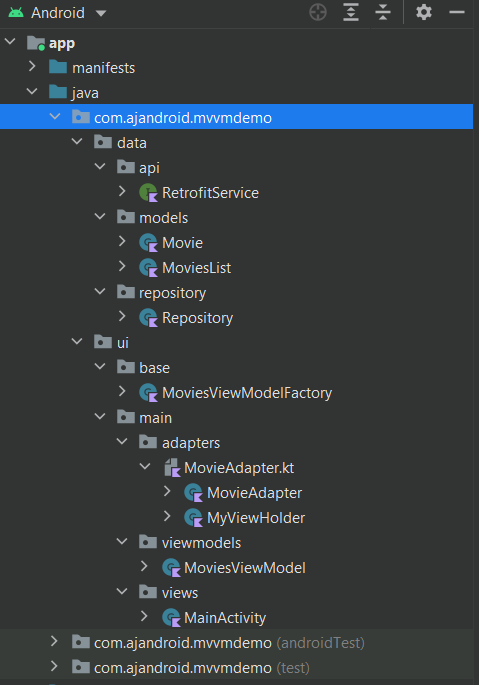 Android
app
manifests
java
com.ajandroid.mvvmdemo
data
api
RetrofitService
models
Movie
MoviesList
repository
Repository
ui
base
MoviesViewModelFactory
main
adapters
MovieAdapter.kt
MovieAdapter
MyViewHolder
viewmodels
MoviesViewModel
views
MainActivity
com.ajandroid.mvvmdemo (androidTest)
com.ajandroid.mvvmdemo (test)